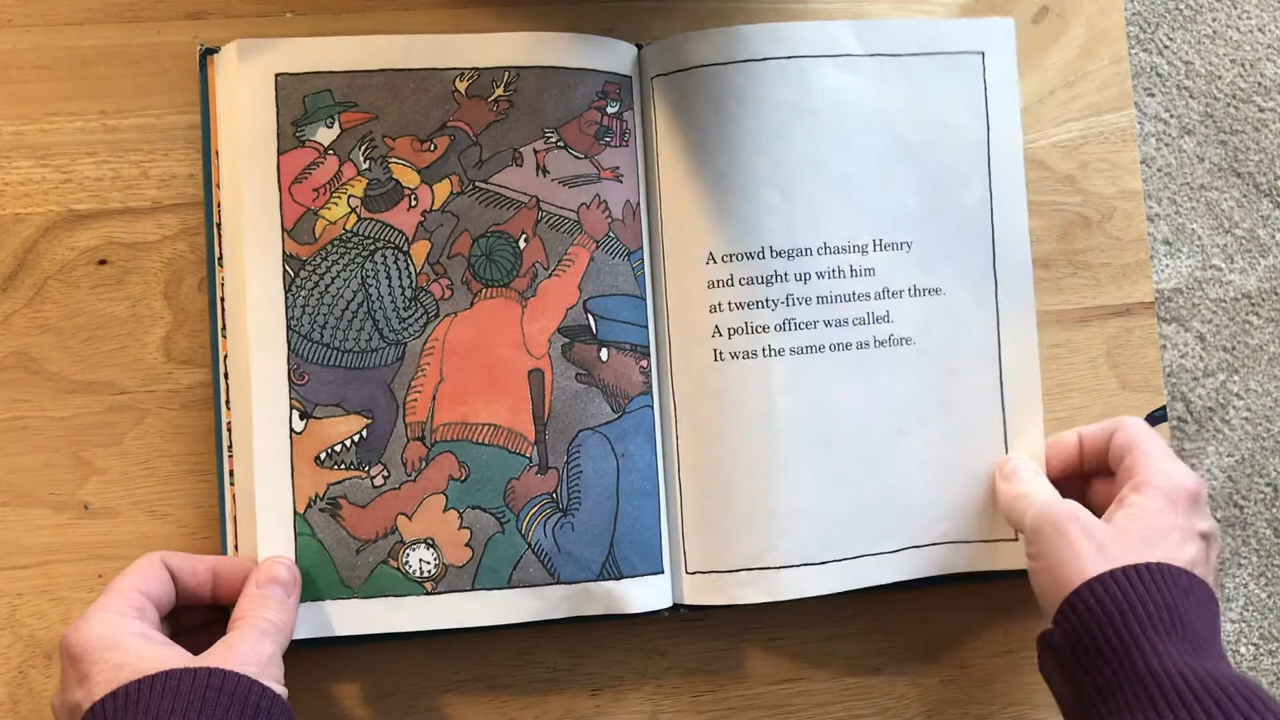 A crowd began chasing Henry
and caught up with him
at twenty-five minutes after three.
A police officer was called.
It was the same one as before.